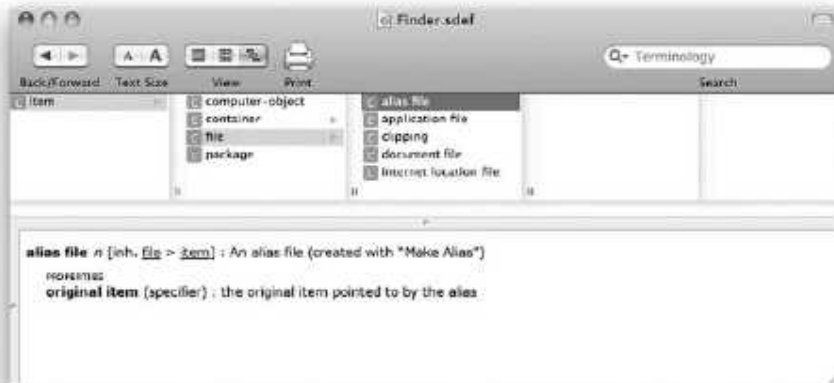 Finder.sdef
A A
Terminology
Back/Forward Text Size View Print Search
item
computer-object
container
file
package
alias file
application file
clipping
document file
internet location file
alias file n [inh. file > item] : An alias file (created with "Make Alias")
PROPERTIES
original item (specifier) : the original item pointed to by the alias